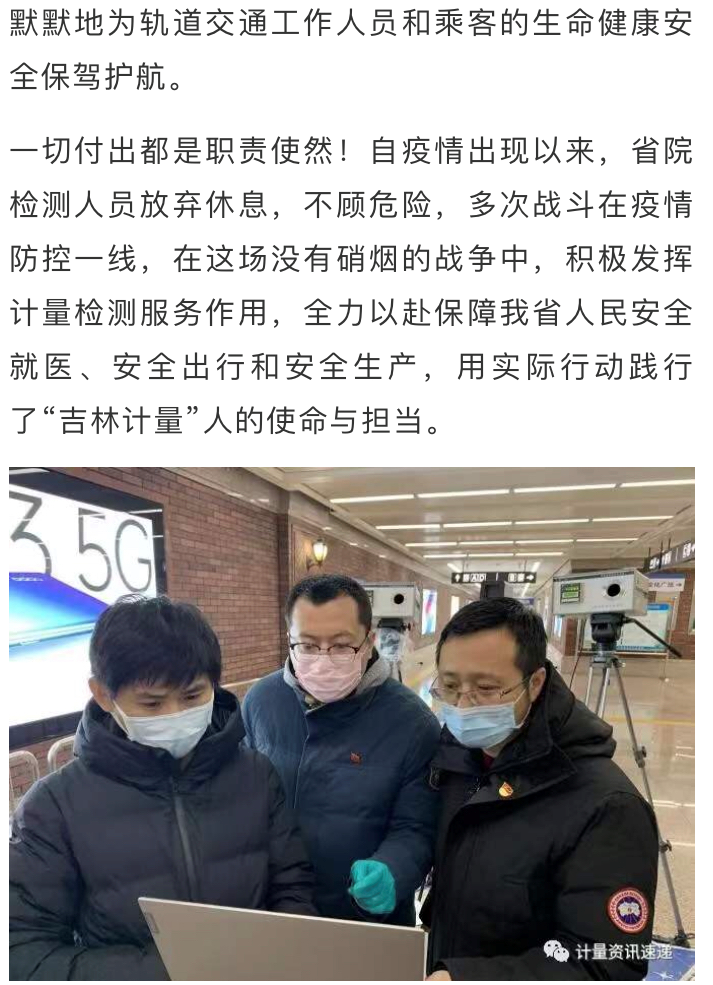 默默地为轨道交通工作人员和乘客的生命健康安
全保驾护航。
一切付出都是职责使然！自疫情出现以来，省院
检测人员放弃休息，不顾危险，多次战斗在疫情
防控一线，在这场没有硝烟的战争中，积极发挥
计量检测服务作用，全力以赴保障我省人民安全
就医、安全出行和安全生产，用实际行动践行
了“吉林计量”人的使命与担当。
3 5G
计量资讯速递